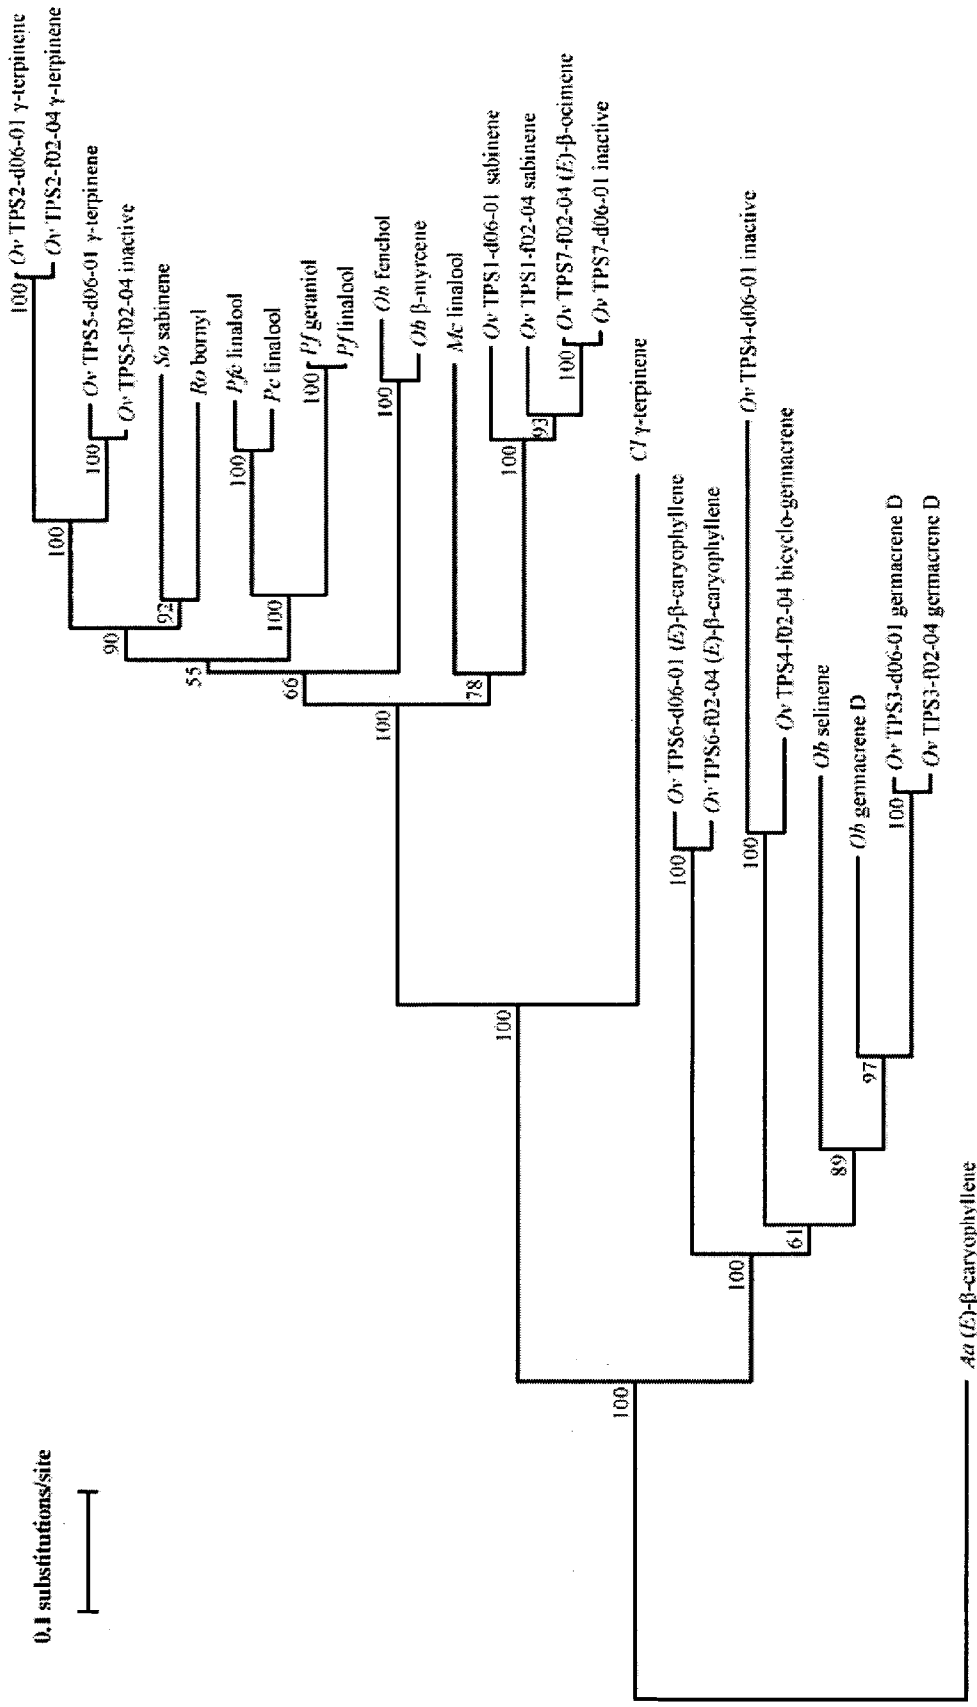 0.1 substitutions/site
Ov TPS2-d06-01 γ-terpinene
Ov TPS2-f02-04 γ-terpinene
Ov TPS5-d06-01 γ-terpinene
Ov TPS5-f02-04 inactive
So sabinene
Ro bornyl
Pfc linalool
Pc linalool
Pf geraniol
Pf linalool
Ob fenchol
Ob β-myrcene
Mc linalool
Ov TPS1-d06-01 sabinene
Ov TPS1-f02-04 sabinene
Ov TPS7-f02-04 (E)-β-ocimene
Ov TPS7-d06-01 inactive
Cl γ-terpinene
Ov TPS6-d06-01 (E)-β-caryophyllene
Ov TPS6-f02-04 (E)-β-caryophyllene
Ov TPS4-d06-01 inactive
Ov TPS4-f02-04 bicyclo-germacrene
Ob selinene
Ob germacrene D
Ov TPS3-d06-01 germacrene D
Ov TPS3-f02-04 germacrene D
Aa (E)-β-caryophyllene
100
100
100
90
92
55
100
100
100
66
100
100
78
100
93
100
100
100
100
100
100
61
89
97
100